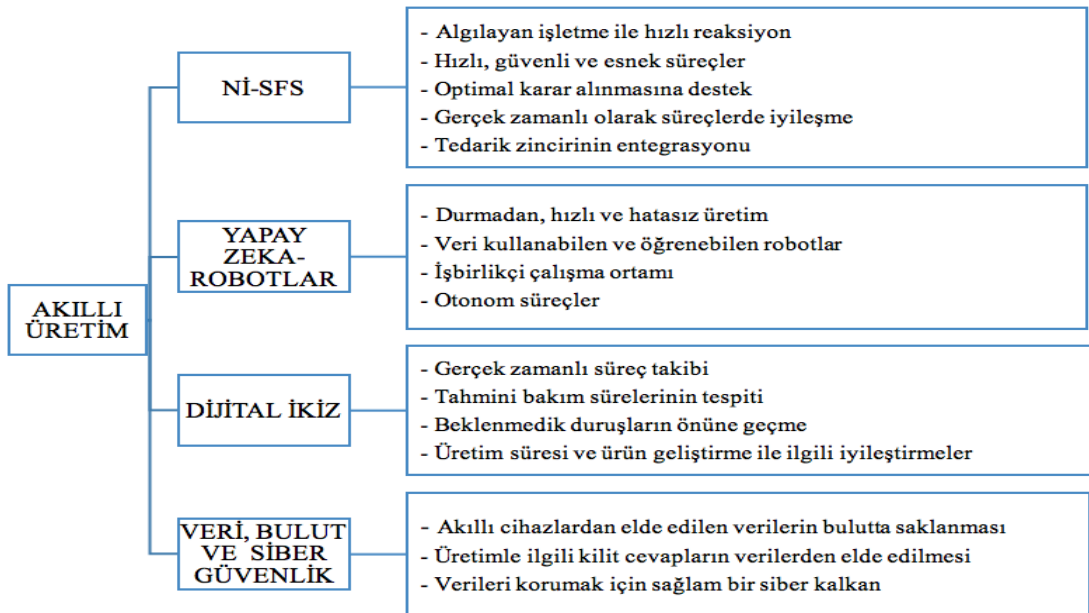 AKILLI
ÜRETİM
Nİ-SFS
- Algılayan işletme ile hızlı reaksiyon
- Hızlı, güvenli ve esnek süreçler
- Optimal karar alınmasına destek
- Gerçek zamanlı olarak süreçlerde iyileşme
- Tedarik zincirinin entegrasyonu
YAPAY
ZEKA-
ROBOTLAR
- Durmadan, hızlı ve hatasız üretim
- Veri kullanabilen ve öğrenebilen robotlar
- İşbirlikçi çalışma ortamı
- Otonom süreçler
DİJİTAL İKİZ
- Gerçek zamanlı süreç takibi
- Tahmini bakım sürelerinin tespiti
- Beklenmedik duruşların önüne geçme
- Üretim süresi ve ürün geliştirme ile ilgili iyileştirmeler
VERİ, BULUT
VE SİBER
GÜVENLİK
- Akıllı cihazlardan elde edilen verilerin bulutta saklanması
- Üretimle ilgili kilit cevapların verilerden elde edilmesi
- Verileri korumak için sağlam bir siber kalkan